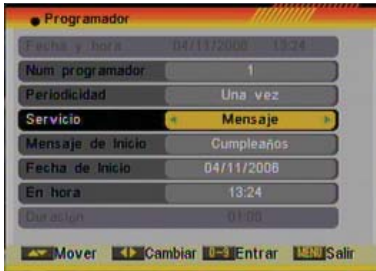 Programador
Fecha y hora 04/11/2008 13:24
Num programador 1
Periodicidad Una vez
Servicio Mensaje
Mensaje de Inicio Cumpleaños
Fecha de Inicio 04/11/2008
En hora 13:24
Duración 01:00
Mover Cambiar 0~9 Entrar MENU Salir